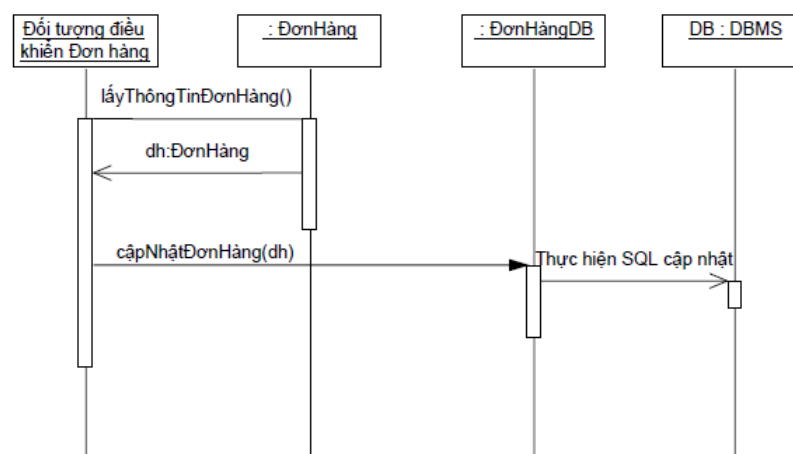 Đối tượng điều
khiển Đơn hàng
: ĐơnHàng
: ĐơnHàngDB
DB : DBMS
lấyThôngTinĐơnHàng()
dh:ĐơnHàng
cậpNhậtĐơnHàng(dh)
Thực hiện SQL cập nhật